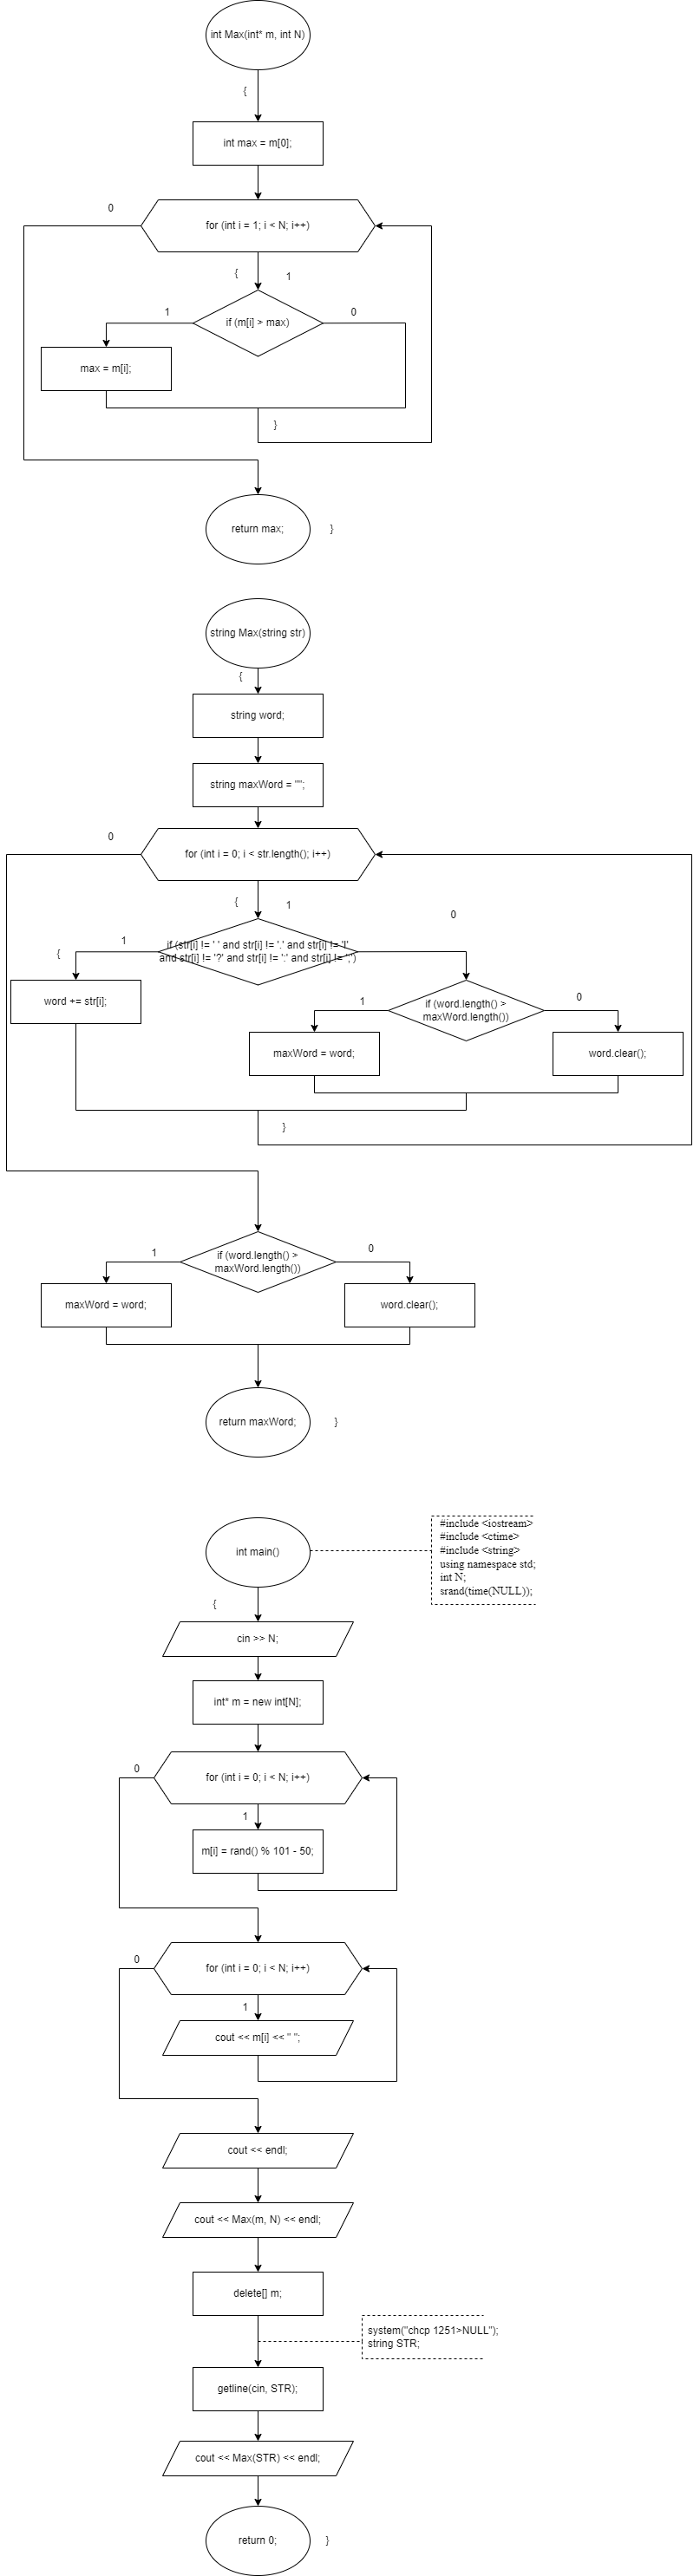 int Max(int* m, int N)
{
int max = m[0];
0
for (int i = 1; i < N; i++)
{
1
1
if (m[i] > max)
0
max = m[i];
}
return max;
}
string Max(string str)
{
string word;
string maxWord = "";
0
for (int i = 0; i < str.length(); i++)
{
1
0
{
1
if (str[i] != ' ' and str[i] != '.' and str[i] != '!'
and str[i] != '?' and str[i] != ':' and str[i] != ';')
word += str[i];
1
if (word.length() >
maxWord.length())
0
maxWord = word;
word.clear();
}
1
if (word.length() >
maxWord.length())
0
maxWord = word;
word.clear();
return maxWord;
}
int main()
#include <iostream>
#include <ctime>
#include <string>
using namespace std;
int N;
srand(time(NULL));
{
cin >> N;
int* m = new int[N];
0
for (int i = 0; i < N; i++)
1
m[i] = rand() % 101 - 50;
0
for (int i = 0; i < N; i++)
1
cout << m[i] << " ";
cout << endl;
cout << Max(m, N) << endl;
delete[] m;
system("chcp 1251>NULL");
string STR;
getline(cin, STR);
cout << Max(STR) << endl;
return 0;
}